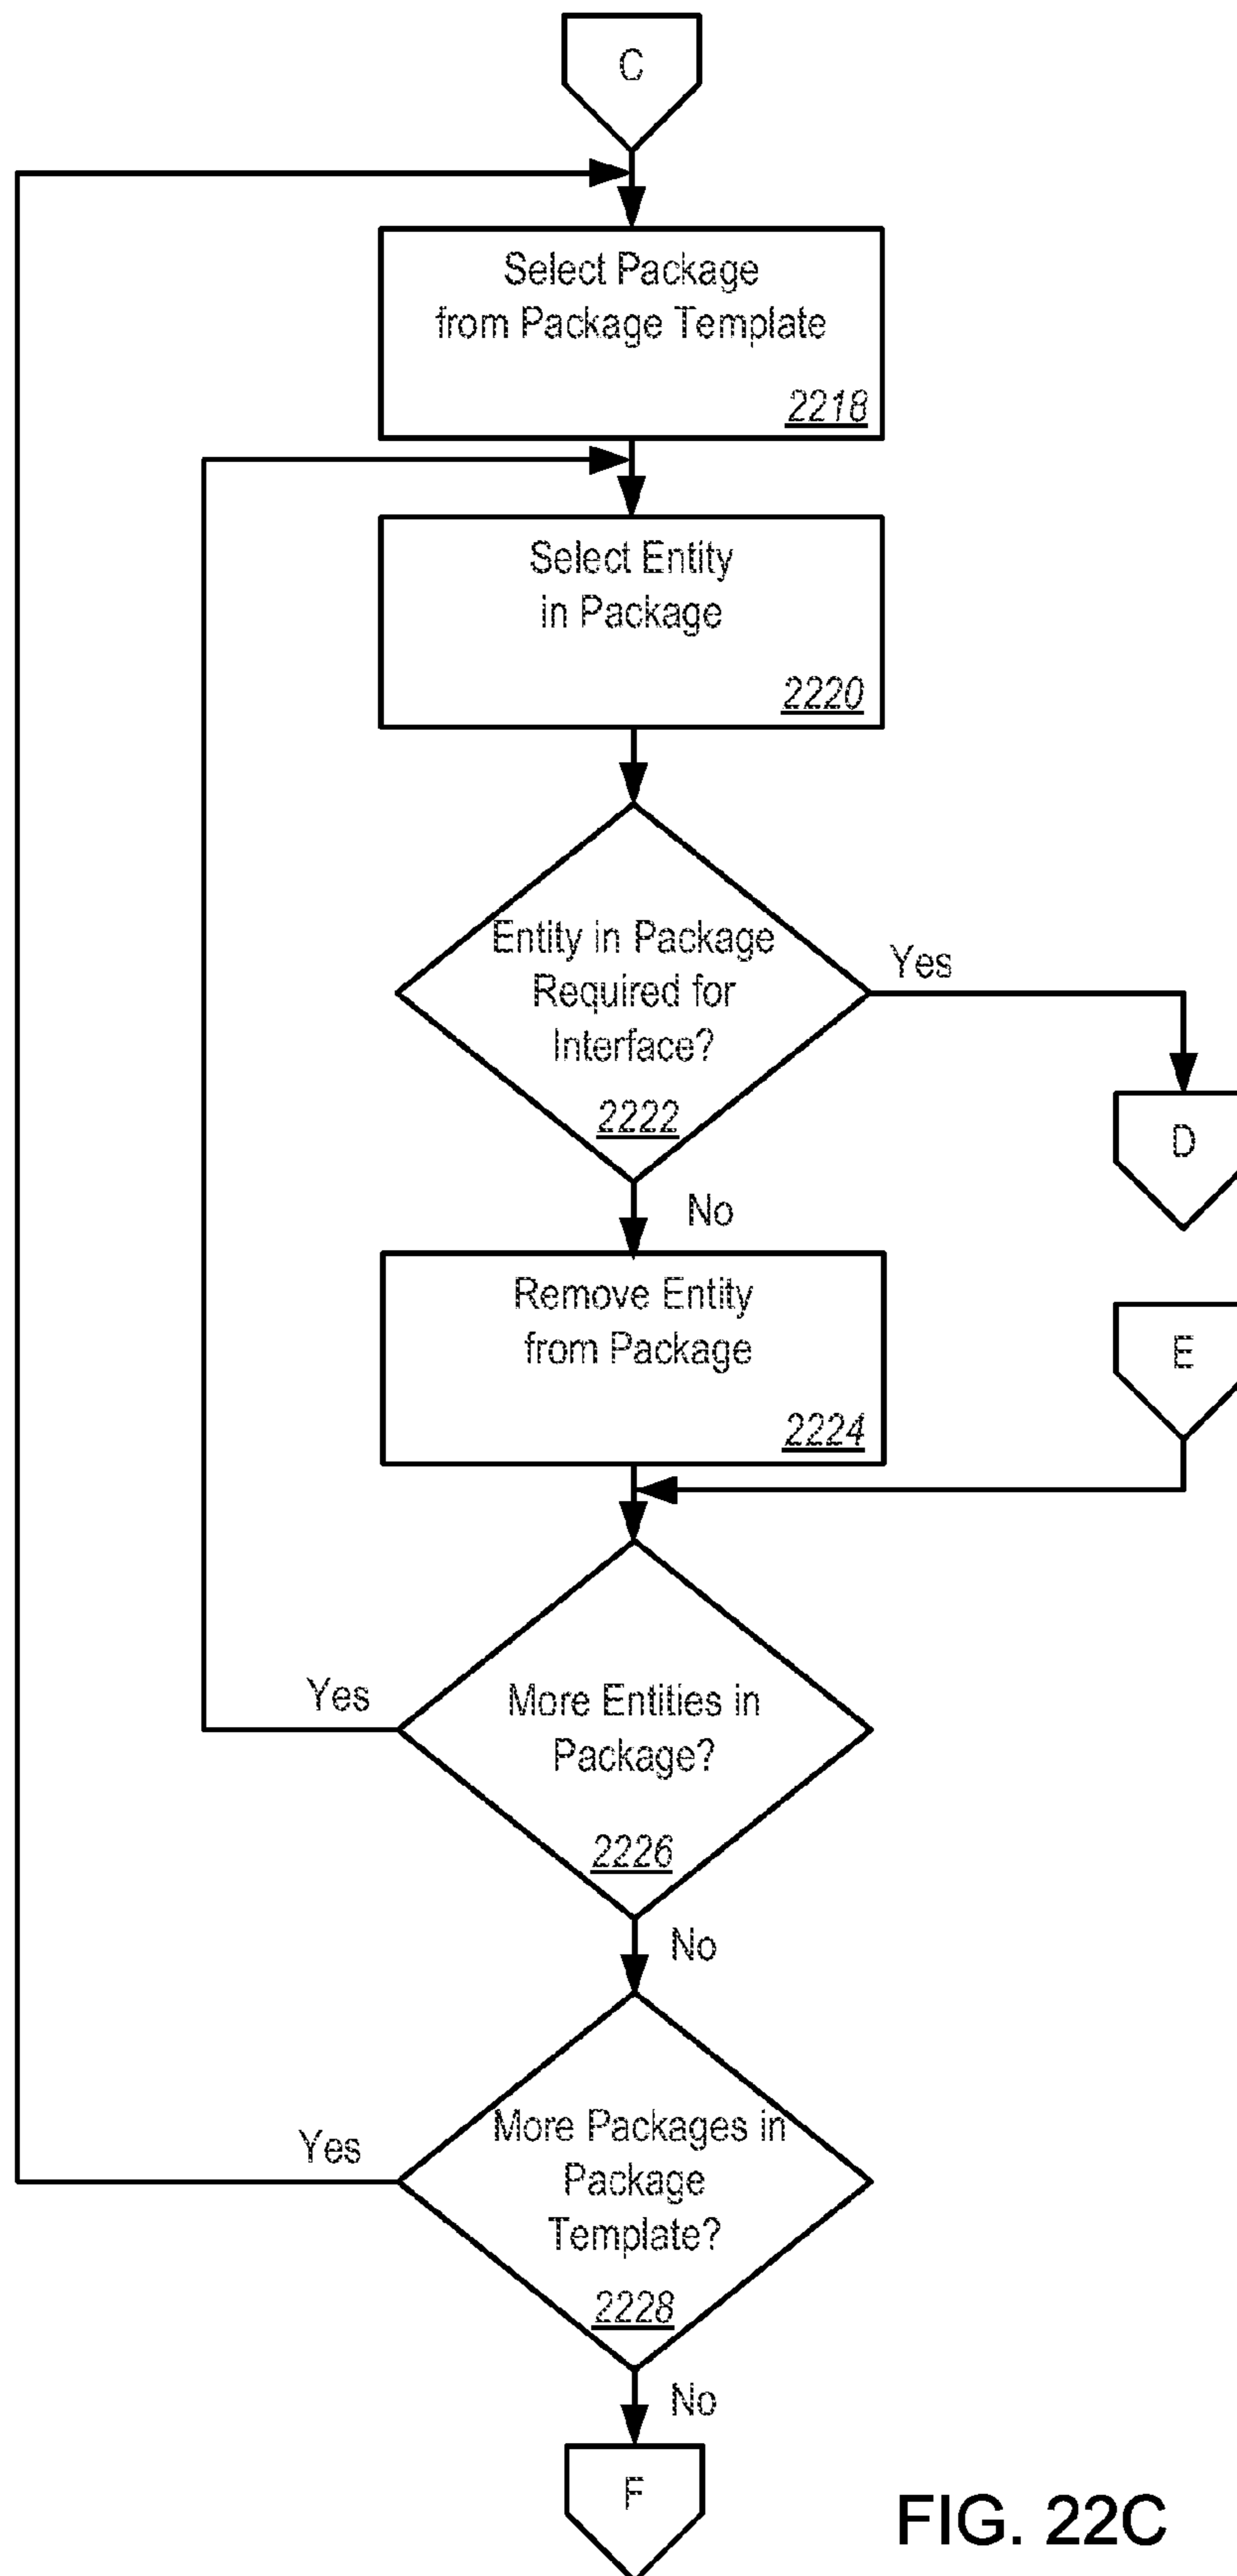 C
Select Package
from Package Template
2218
Select Entity
in Package
2220
Entity in Package
Required for
Interface?
2222
Yes
D
No
Remove Entity
from Package
2224
E
Yes
More Entities in
Package?
2226
No
Yes
More Packages in
Package
Template?
2228
No
F
FIG. 22C